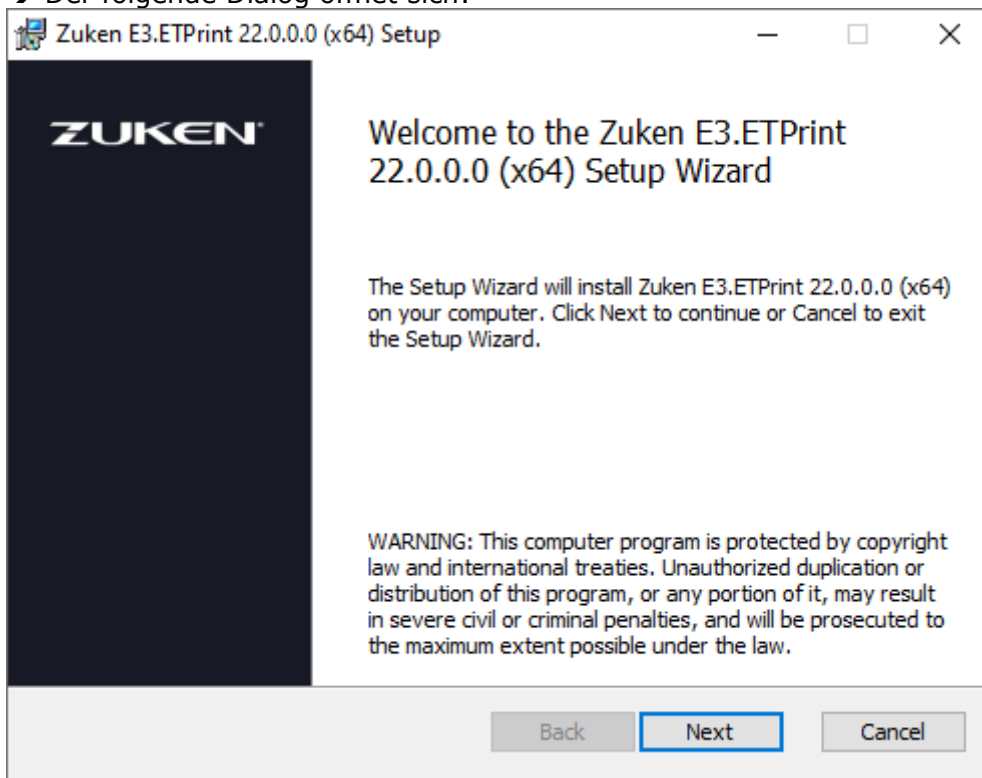 Der folgende Dialog öffnet sich:
Zuken E3.ETPrint 22.0.0.0 (x64) Setup
ZUKEN
Welcome to the Zuken E3.ETPrint
22.0.0.0 (x64) Setup Wizard
The Setup Wizard will install Zuken E3.ETPrint 22.0.0.0 (x64)
on your computer. Click Next to continue or Cancel to exit
the Setup Wizard.
WARNING: This computer program is protected by copyright
law and international treaties. Unauthorized duplication or
distribution of this program, or any portion of it, may result
in severe civil or criminal penalties, and will be prosecuted to
the maximum extent possible under the law.
Back Next Cancel